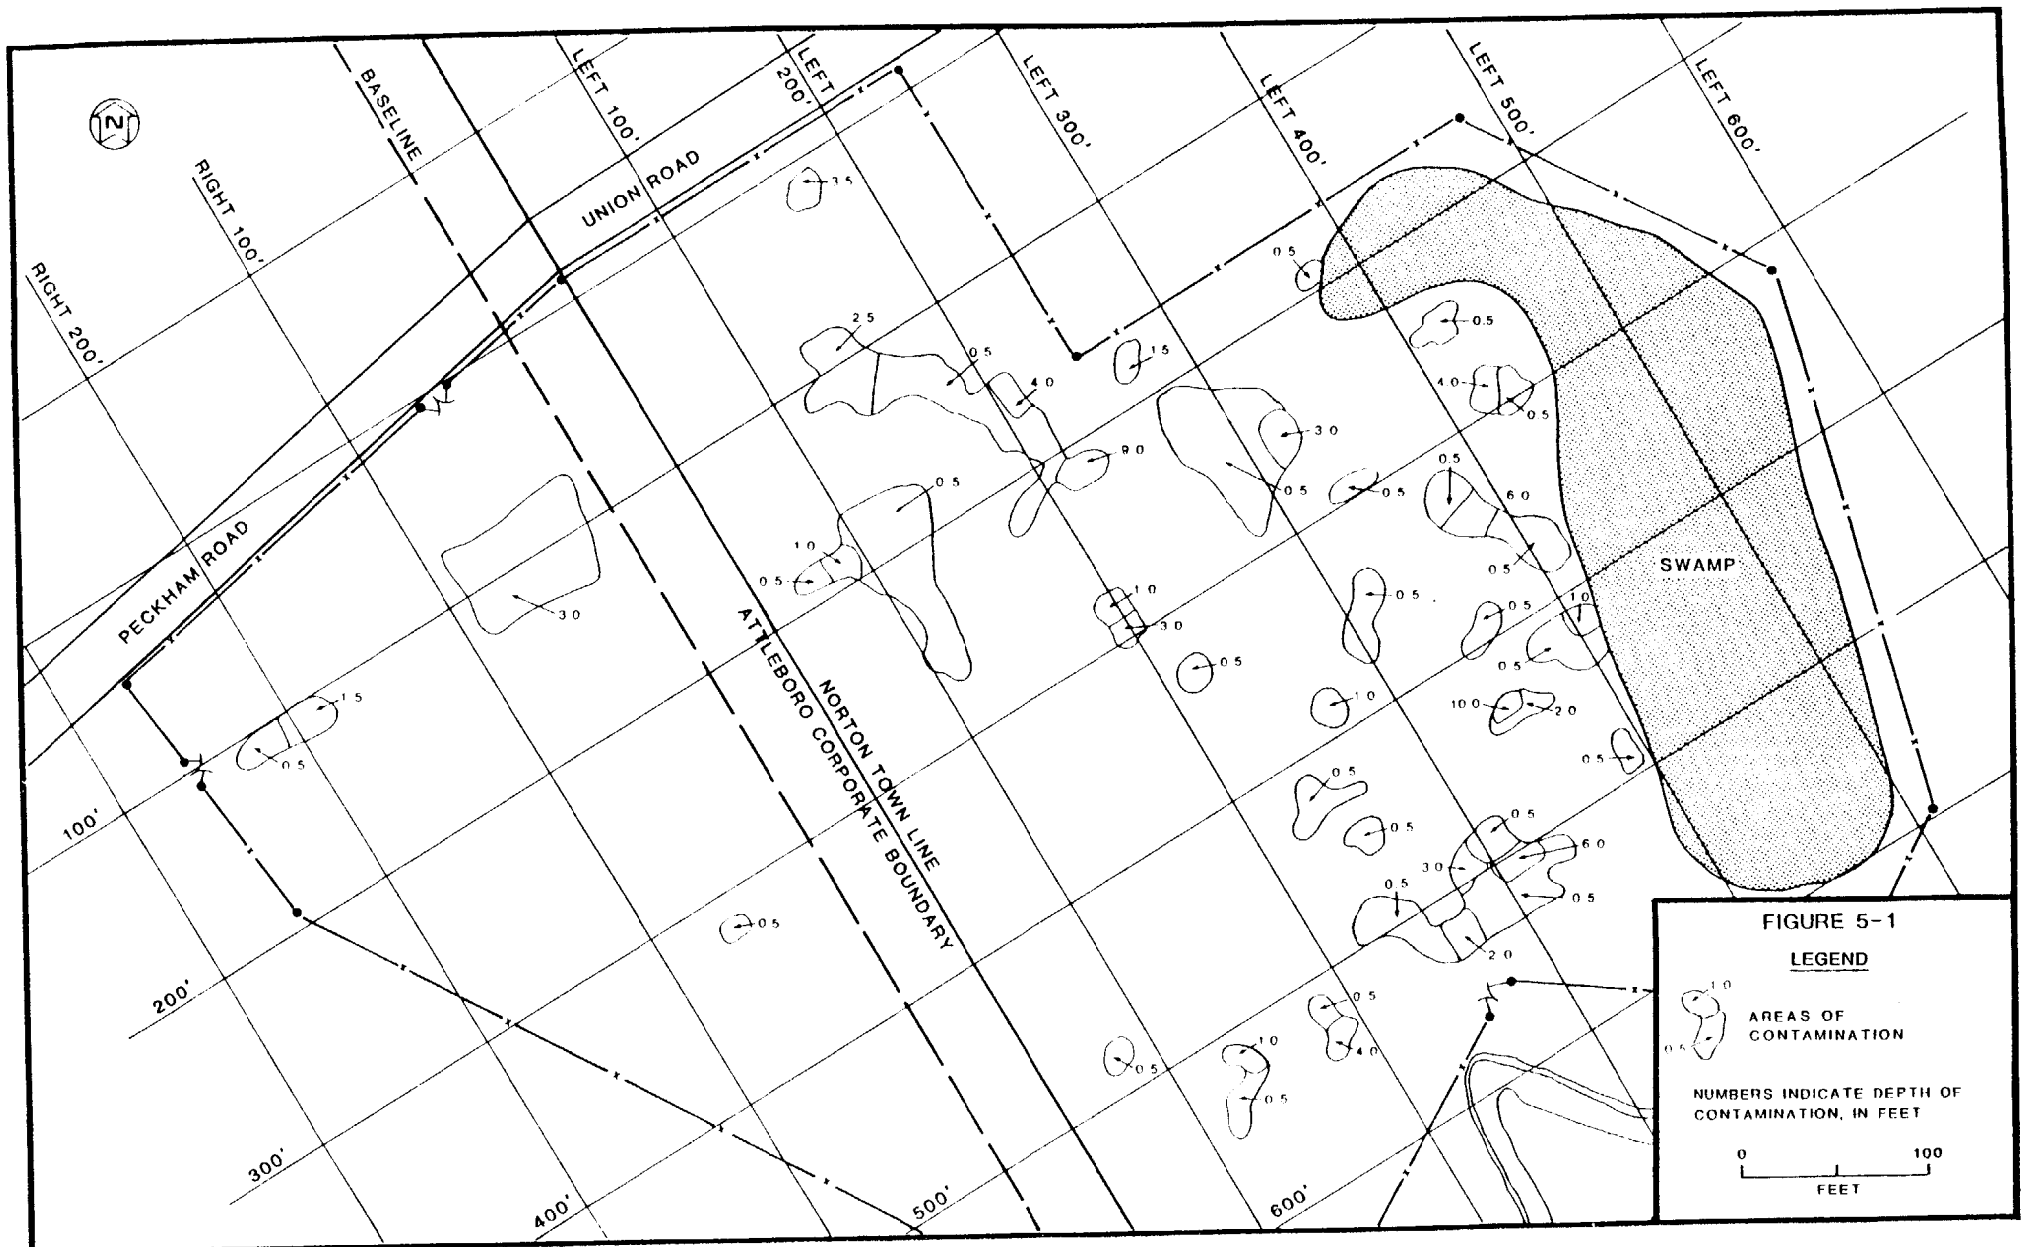 N
BASELINE
LEFT 100'
LEFT 200'
LEFT 300'
LEFT 400'
LEFT 500'
LEFT 600'
RIGHT 100'
RIGHT 200'
UNION ROAD
PECKHAM ROAD
3.5
0.5
2.5
0.5
4.0
1.5
0.5
4.0
0.5
3.0
0.5
0.5
0.5
6.0
0.5
0.5
1.0
0.5
3.0
1.0
3.0
0.5
0.5
0.5
1.0
0.5
SWAMP
1.0
10.0
2.0
0.5
1.5
0.5
0.5
0.5
0.5
6.0
3.0
0.5
0.5
2.0
0.5
0.5
4.0
0.5
1.0
0.5
NORTON TOWN LINE
ATTLEBORO CORPORATE BOUNDARY
100'
200'
300'
400'
500'
600'
FIGURE 5-1
LEGEND
1.0
0.5
AREAS OF
CONTAMINATION
NUMBERS INDICATE DEPTH OF
CONTAMINATION, IN FEET
0 100
FEET